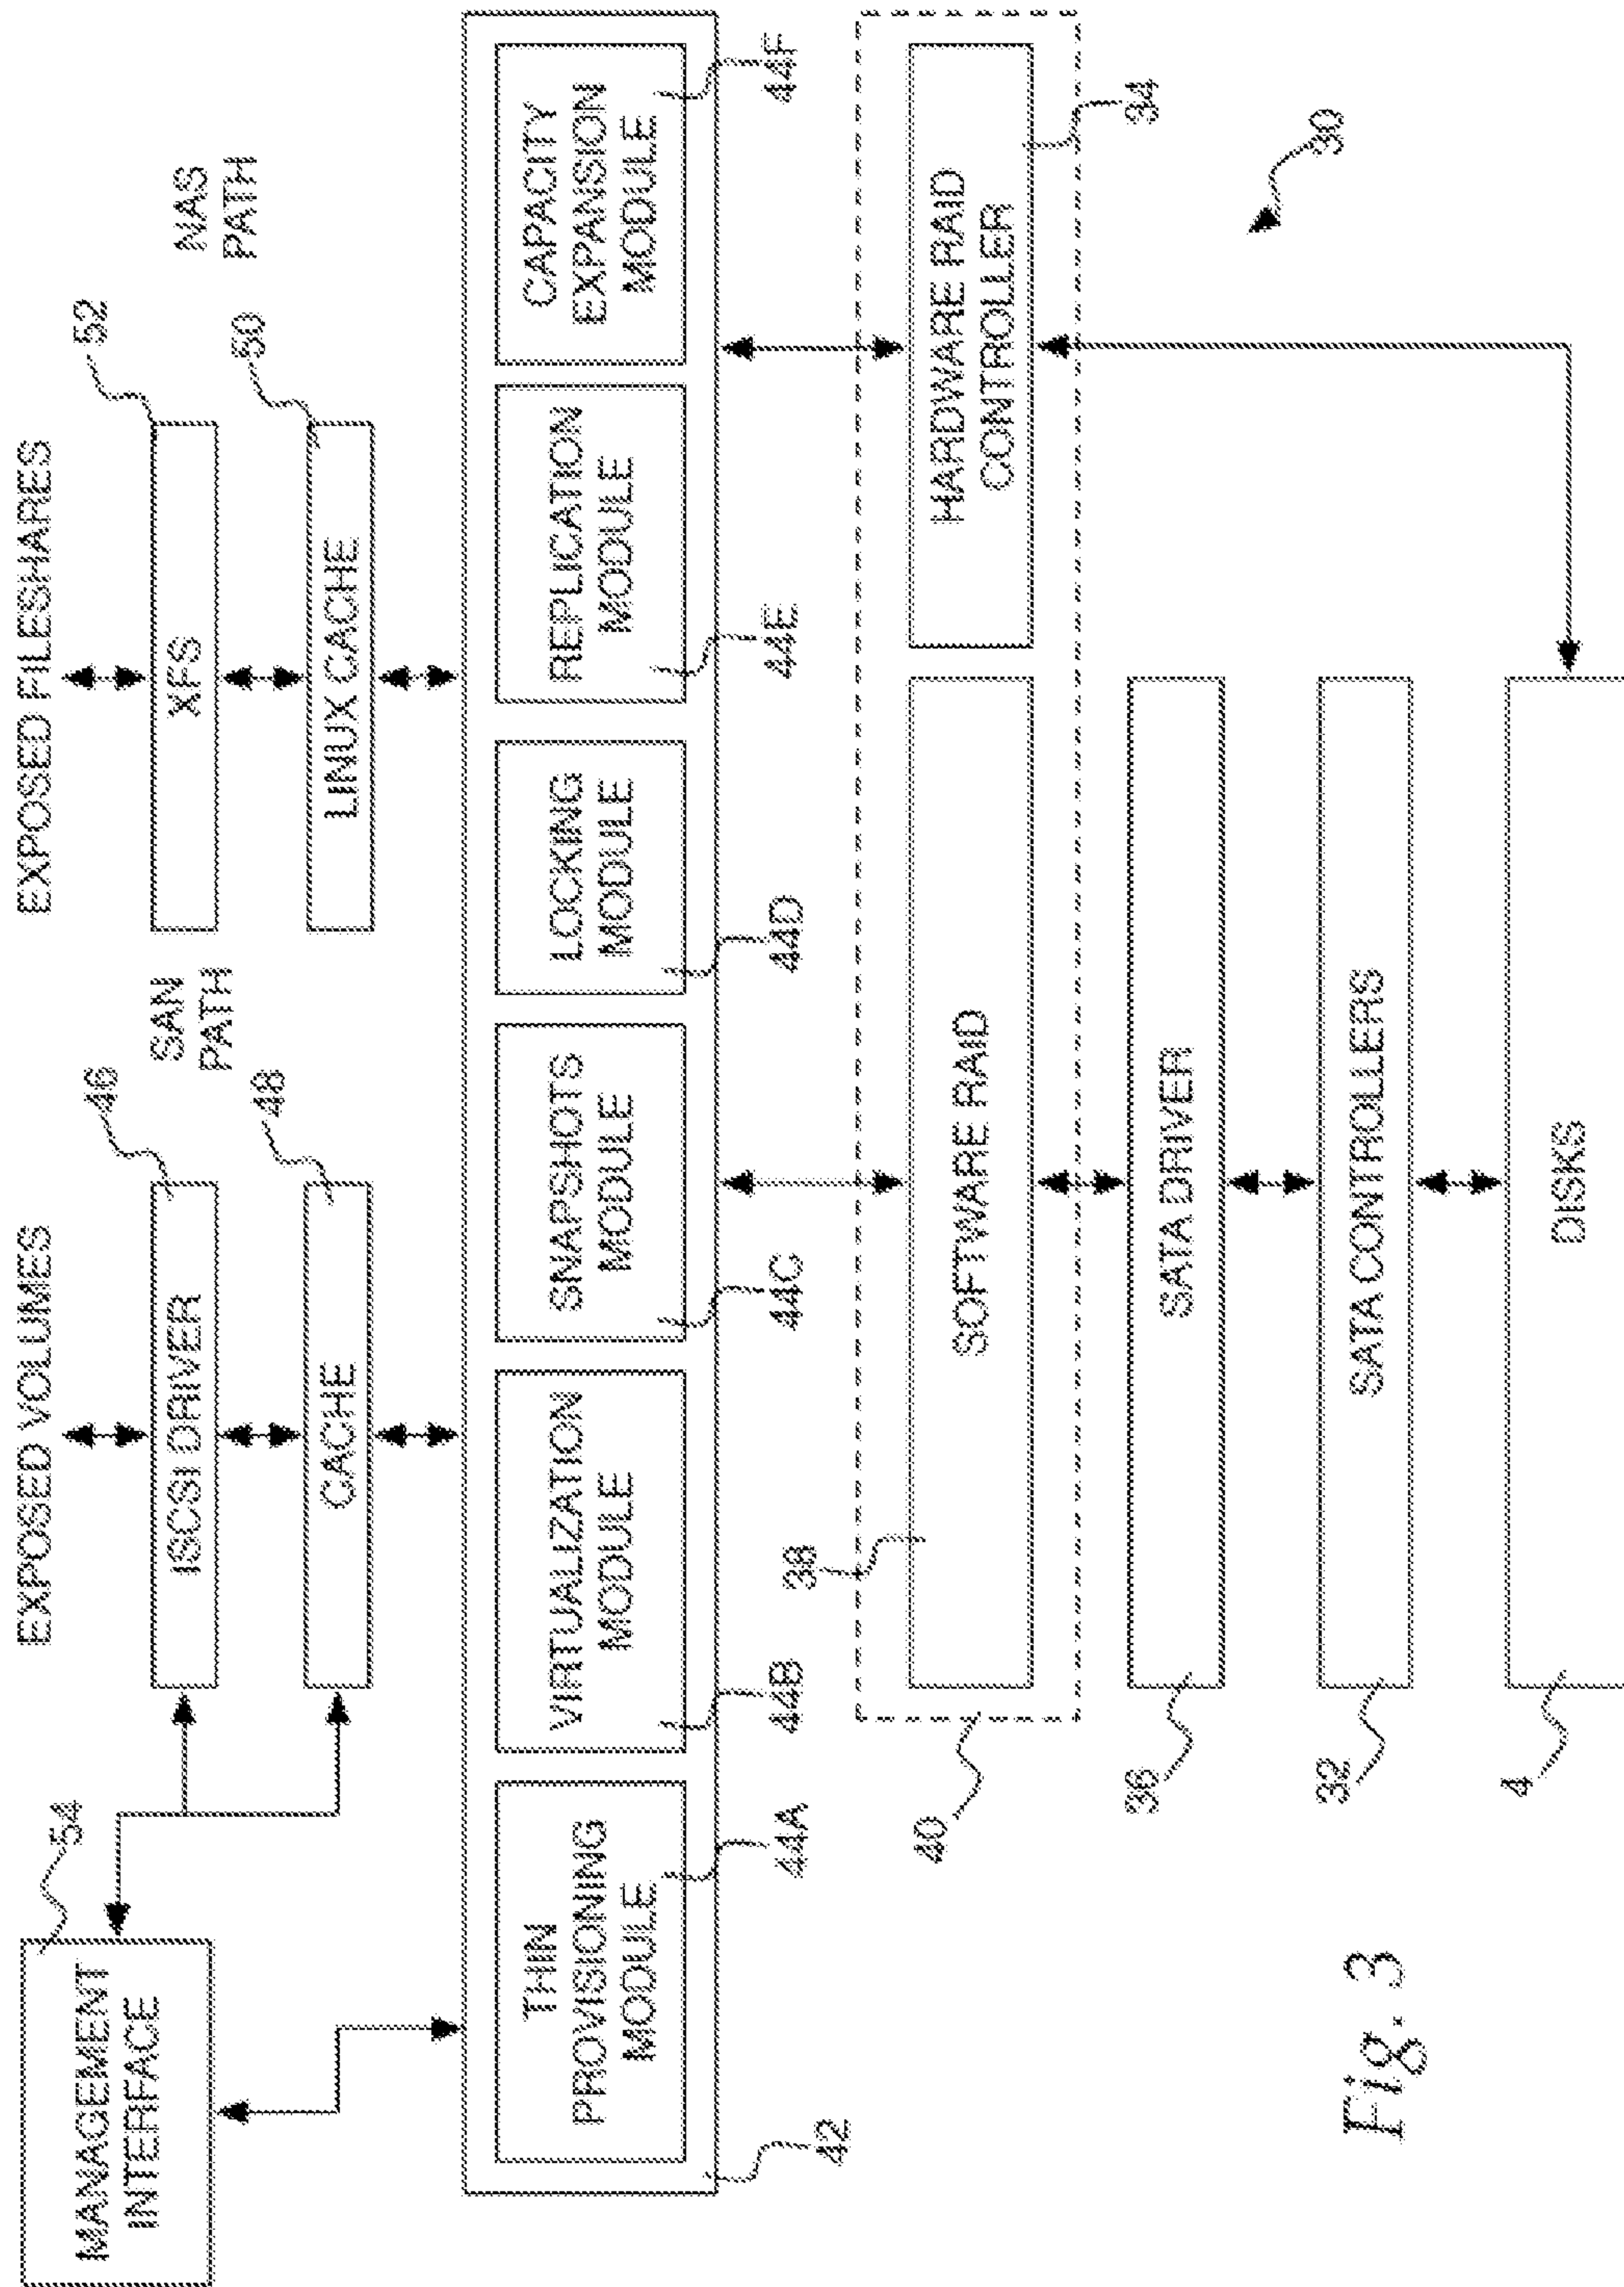 EXPOSED VOLUMES
EXPOSED FILESHARES
54
46
SAN
PATH
52
NAS
PATH
MANAGEMENT
INTERFACE
ISCSI DRIVER
XFS
48
50
CACHE
LINUX CACHE
THIN
PROVISIONING
MODULE
VIRTUALIZATION
MODULE
SNAPSHOTS
MODULE
LOCKING
MODULE
REPLICATION
MODULE
CAPACITY
EXPANSION
MODULE
42
44A
44B
44C
44D
44E
44F
38
40
SOFTWARE RAID
HARDWARE RAID
CONTROLLER
34
36
SATA DRIVER
30
32
SATA CONTROLLERS
4
DISKS
Fig. 3